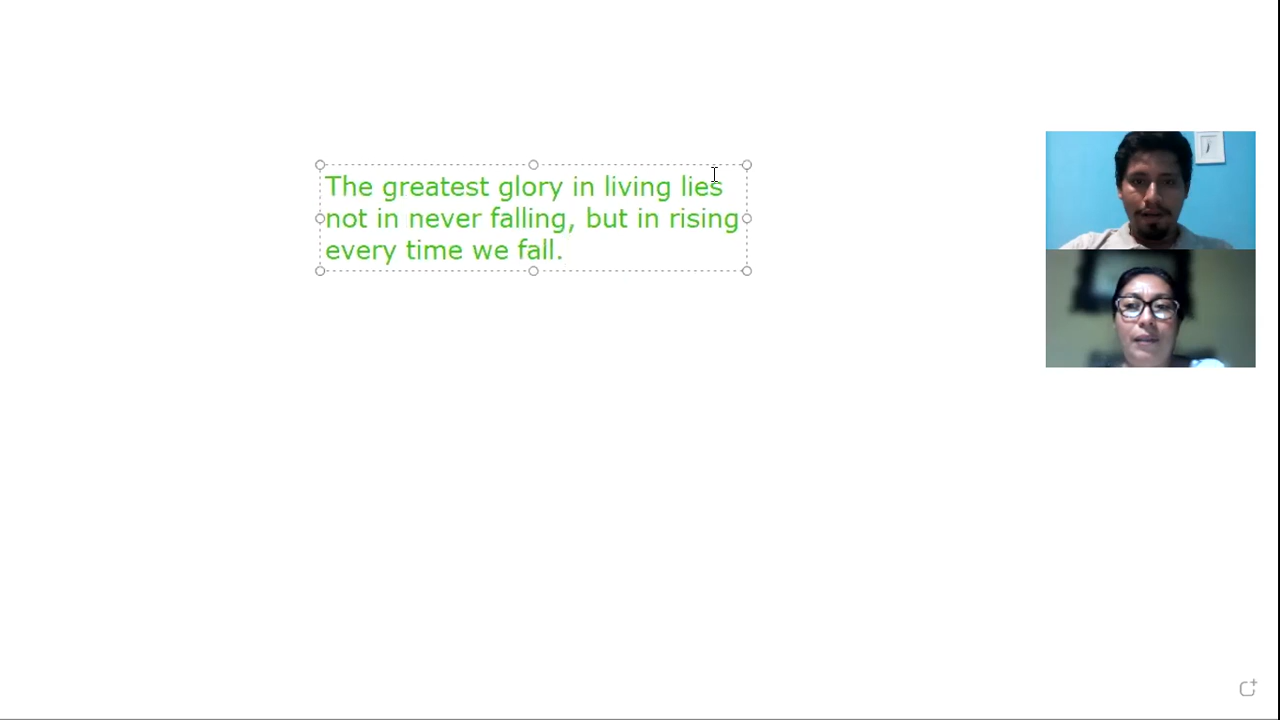 The greatest glory in living lies
not in never falling, but in rising
every time we fall.